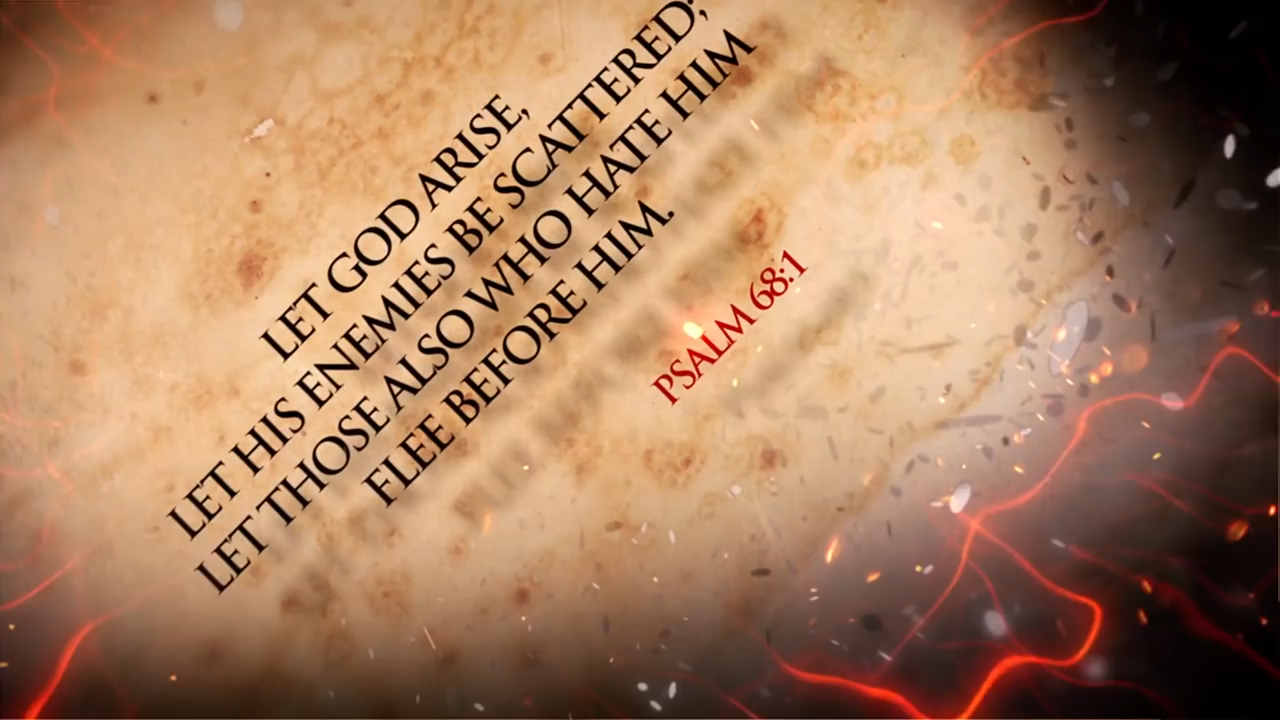 LET GOD ARISE,
LET HIS ENEMIES BE SCATTERED;
LET THOSE ALSO WHO HATE HIM
FLEE BEFORE HIM.
PSALM 68:1